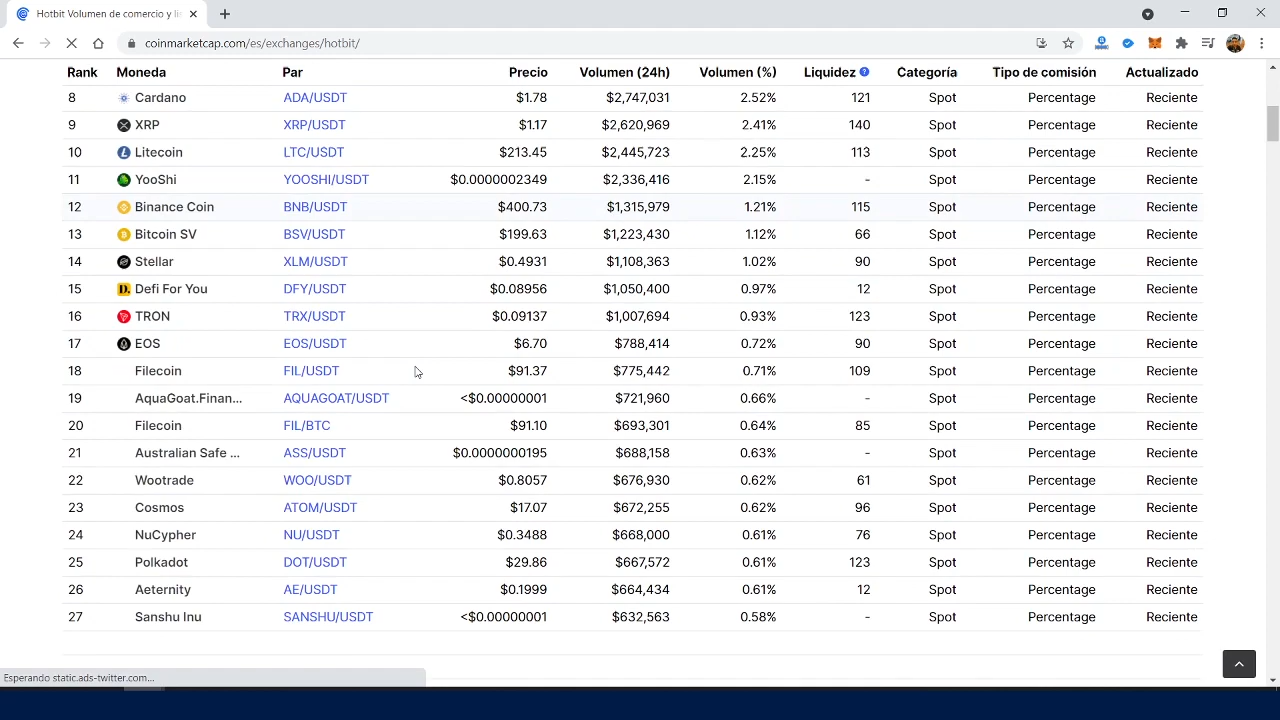 Hotbit Volumen de comercio y li
coinmarketcap.com/es/exchanges/hotbit/
Rank Moneda Par Precio Volumen (24h) Volumen (%) Liquidez ? Categoría Tipo de comisión Actualizado
8 Cardano ADA/USDT $1.78 $2,747,031 2.52% 121 Spot Percentage Reciente
9 XRP XRP/USDT $1.17 $2,620,969 2.41% 140 Spot Percentage Reciente
10 Litecoin LTC/USDT $213.45 $2,445,723 2.25% 113 Spot Percentage Reciente
11 YooShi YOOSHI/USDT $0.0000002349 $2,336,416 2.15% - Spot Percentage Reciente
12 Binance Coin BNB/USDT $400.73 $1,315,979 1.21% 115 Spot Percentage Reciente
13 Bitcoin SV BSV/USDT $199.63 $1,223,430 1.12% 66 Spot Percentage Reciente
14 Stellar XLM/USDT $0.4931 $1,108,363 1.02% 90 Spot Percentage Reciente
15 Defi For You DFY/USDT $0.08956 $1,050,400 0.97% 12 Spot Percentage Reciente
16 TRON TRX/USDT $0.09137 $1,007,694 0.93% 123 Spot Percentage Reciente
17 EOS EOS/USDT $6.70 $788,414 0.72% 90 Spot Percentage Reciente
18 Filecoin FIL/USDT $91.37 $775,442 0.71% 109 Spot Percentage Reciente
19 AquaGoat.Finan... AQUAGOAT/USDT <$0.00000001 $721,960 0.66% - Spot Percentage Reciente
20 Filecoin FIL/BTC $91.10 $693,301 0.64% 85 Spot Percentage Reciente
21 Australian Safe ... ASS/USDT $0.0000000195 $688,158 0.63% - Spot Percentage Reciente
22 Wootrade WOO/USDT $0.8057 $676,930 0.62% 61 Spot Percentage Reciente
23 Cosmos ATOM/USDT $17.07 $672,255 0.62% 96 Spot Percentage Reciente
24 NuCypher NU/USDT $0.3488 $668,000 0.61% 76 Spot Percentage Reciente
25 Polkadot DOT/USDT $29.86 $667,572 0.61% 123 Spot Percentage Reciente
26 Aeternity AE/USDT $0.1999 $664,434 0.61% 12 Spot Percentage Reciente
27 Sanshu Inu SANSHU/USDT <$0.00000001 $632,563 0.58% - Spot Percentage Reciente
Esperando static.ads-twitter.com...